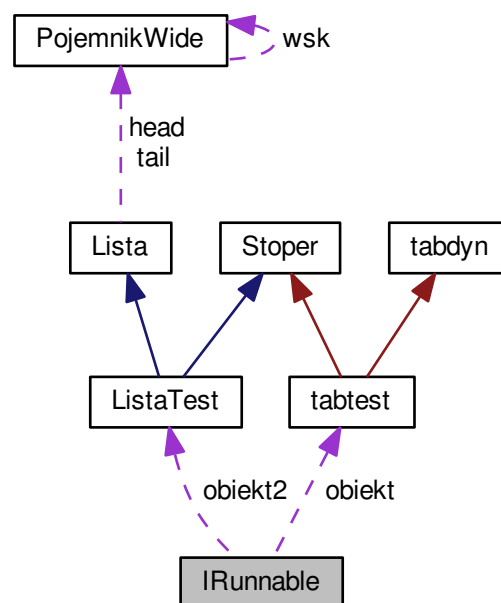 PojemnikWide
wsk
head
tail
Lista
Stoper
tabdyn
ListaTest
tabtest
obiekt2
obiekt
IRunnable